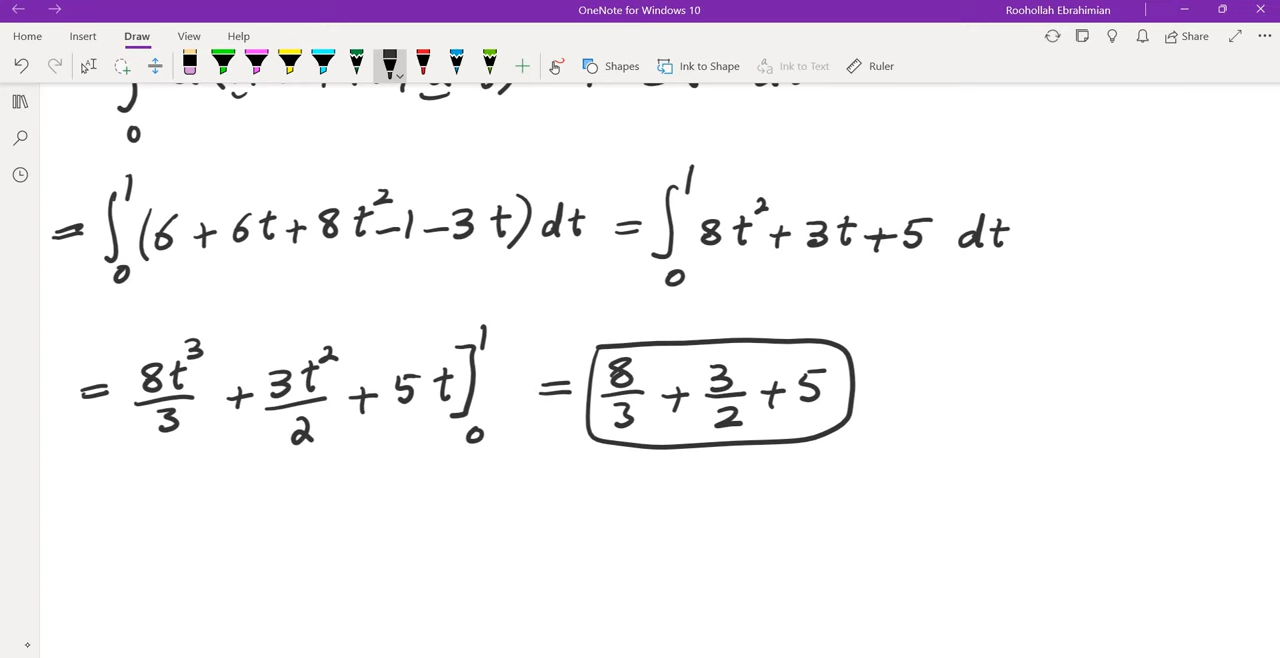 OneNote for Windows 10
Roohollah Ebrahimian
Home Insert Draw View Help
Share
Shapes Ink to Shape Ink to Text Ruler
0
= ∫₀¹ (6 + 6t + 8t² - 1 - 3t) dt = ∫₀¹ 8t² + 3t + 5 dt
= 8t³/3 + 3t²/2 + 5t]₀¹ = 8/3 + 3/2 + 5